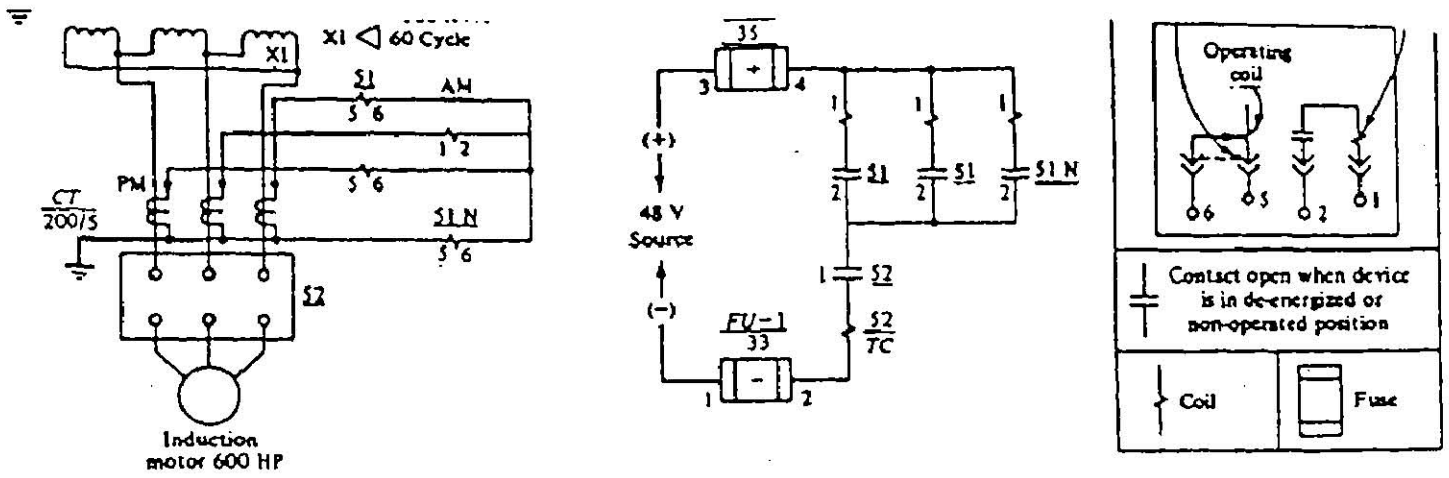 X1 60 Cycle
X1
51
AM
5 6
1 2
5 6
PM
CT
200/5
51 N
5 6
52
Induction
motor 600 HP
35
3 + 4
(+)
48 V
Source
(-)
1 1 1
51 51 51 N
2 2 2
1 52
52
TC
FU-1
33
1 - 2
Operating
coil
6 5 2 1
Contact open when device
is in de-energized or
non-operated position
Coil
Fuse